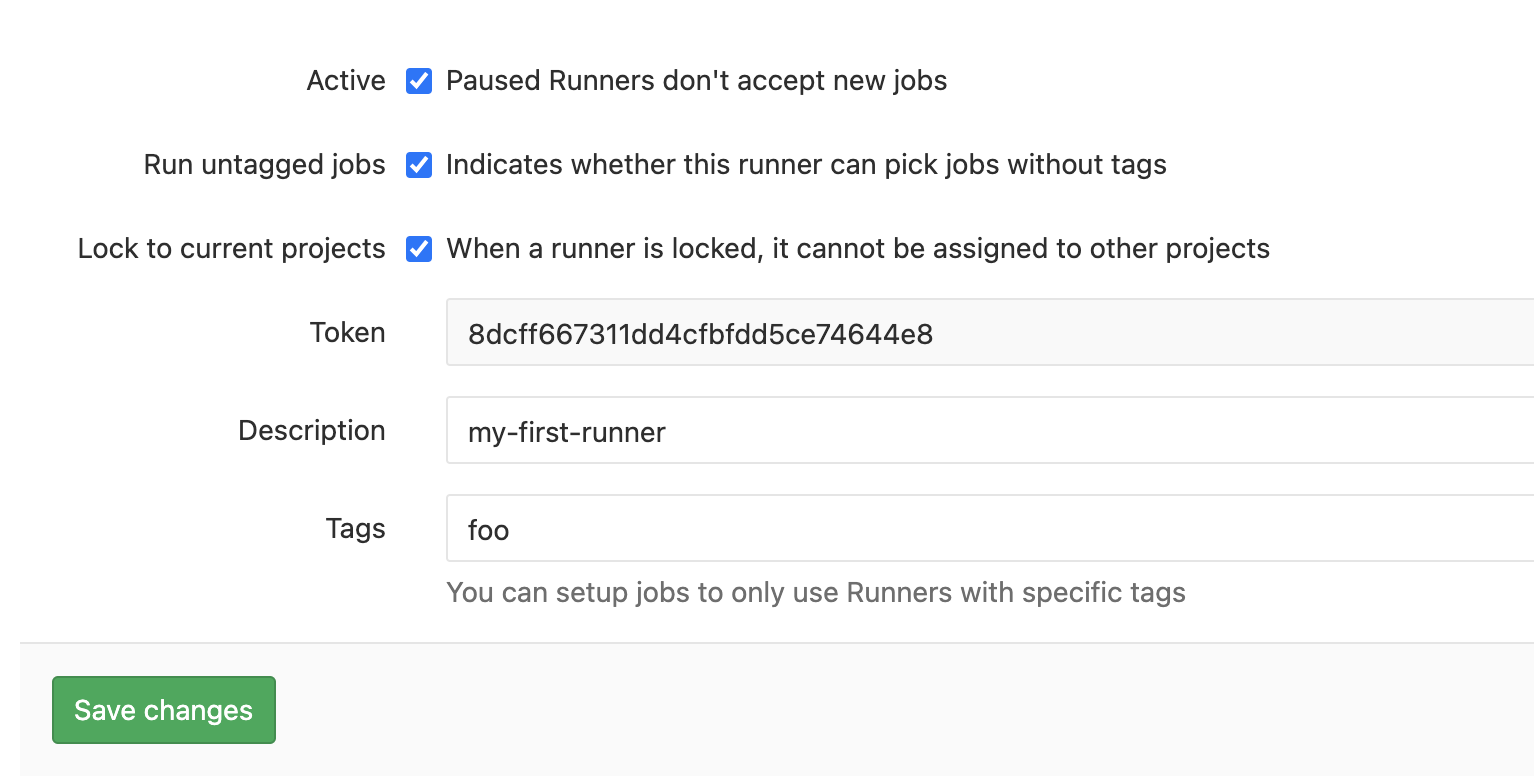 Active Paused Runners don't accept new jobs
Run untagged jobs Indicates whether this runner can pick jobs without tags
Lock to current projects When a runner is locked, it cannot be assigned to other projects
Token 8dcff667311dd4cfbfdd5ce74644e8
Description my-first-runner
Tags foo
You can setup jobs to only use Runners with specific tags
Save changes